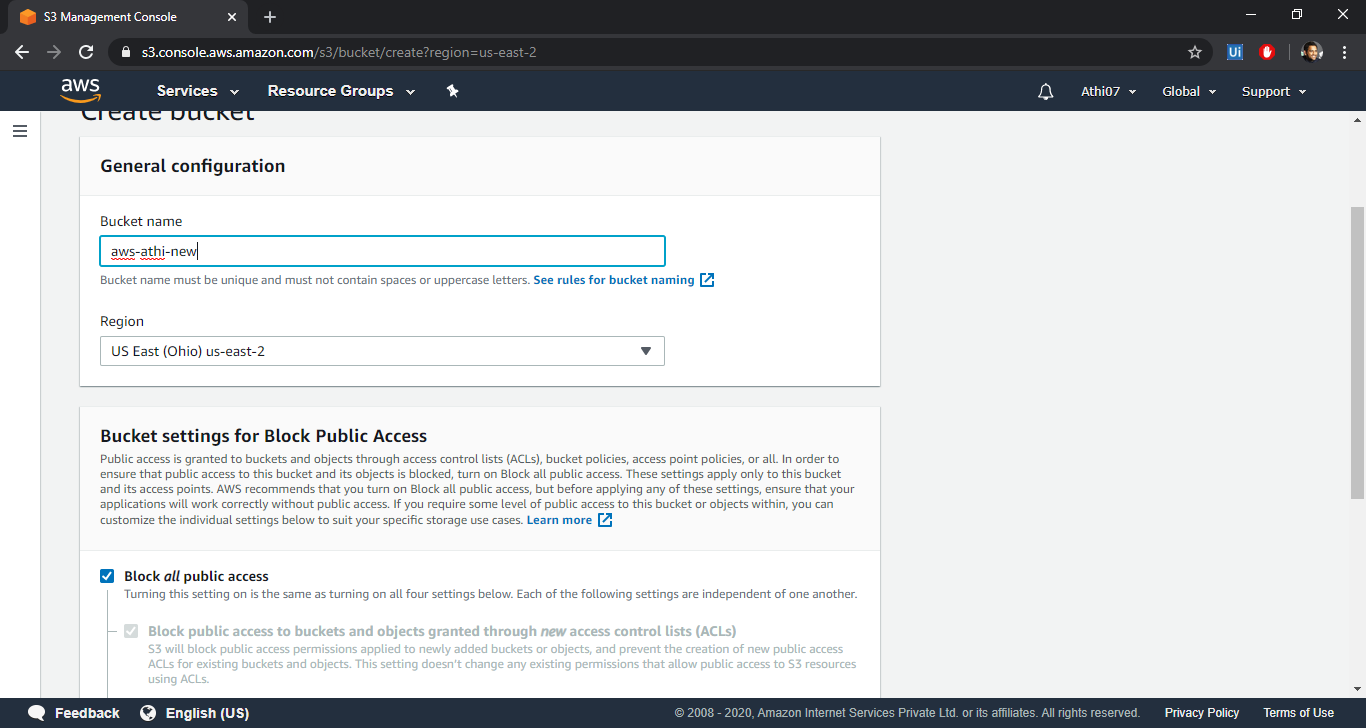 S3 Management Console
s3.console.aws.amazon.com/s3/bucket/create?region=us-east-2
Ui
aws
Services
Resource Groups
Athi07
Global
Support
Create bucket
General configuration
Bucket name
aws-athi-new
Bucket name must be unique and must not contain spaces or uppercase letters. See rules for bucket naming
Region
US East (Ohio) us-east-2
Bucket settings for Block Public Access
Public access is granted to buckets and objects through access control lists (ACLs), bucket policies, access point policies, or all. In order to
ensure that public access to this bucket and its objects is blocked, turn on Block all public access. These settings apply only to this bucket
and its access points. AWS recommends that you turn on Block all public access, but before applying any of these settings, ensure that your
applications will work correctly without public access. If you require some level of public access to this bucket or objects within, you can
customize the individual settings below to suit your specific storage use cases. Learn more
Block all public access
Turning this setting on is the same as turning on all four settings below. Each of the following settings are independent of one another.
Block public access to buckets and objects granted through new access control lists (ACLs)
S3 will block public access permissions applied to newly added buckets or objects, and prevent the creation of new public access
ACLs for existing buckets and objects. This setting doesn't change any existing permissions that allow public access to S3 resources
using ACLs.
Feedback
English (US)
© 2008 - 2020, Amazon Internet Services Private Ltd. or its affiliates. All rights reserved.
Privacy Policy
Terms of Use